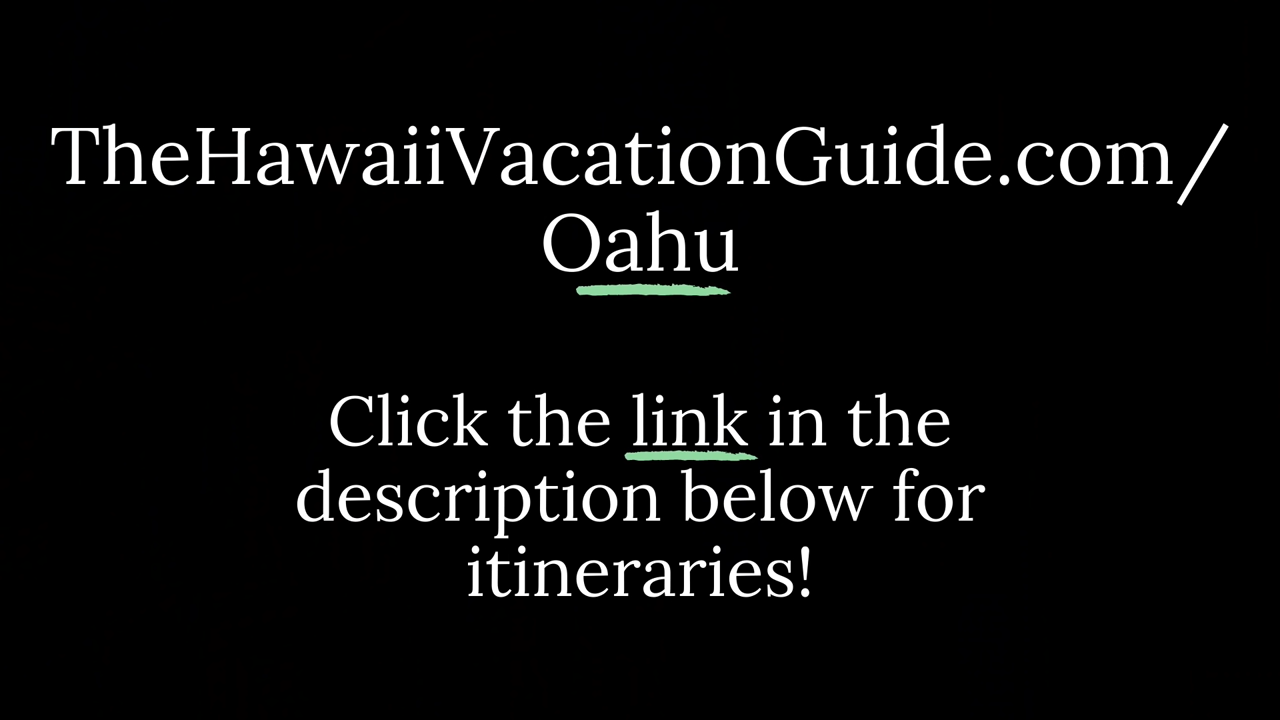 TheHawaiiVacationGuide.com/
Oahu
Click the link in the
description below for
itineraries!